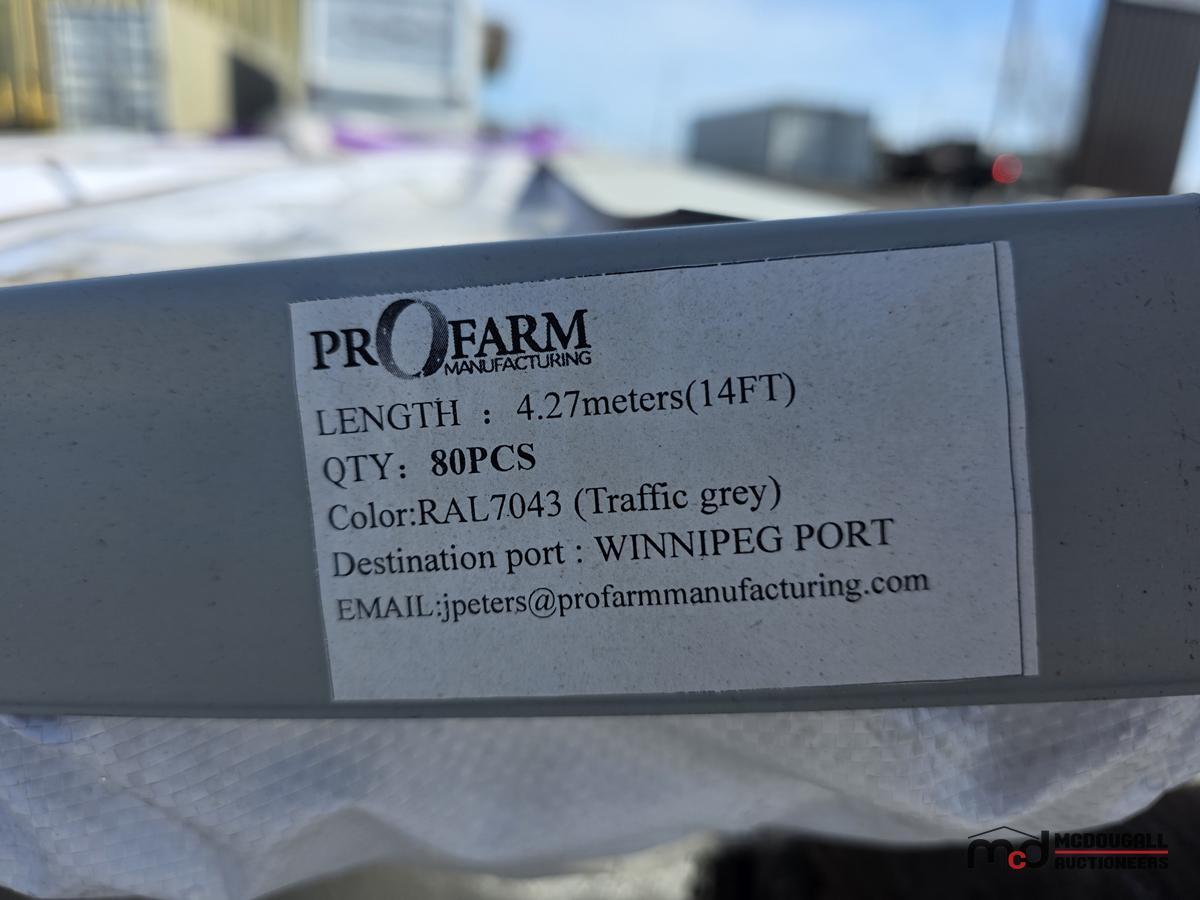 PROFARM
MANUFACTURING
LENGTH : 4.27meters(14FT)
QTY: 80PCS
Color:RAL7043 (Traffic grey)
Destination port : WINNIPEG PORT
EMAIL:jpeters@profarmmanufacturing.com
mcd MCDOUGALL
AUCTIONEERS